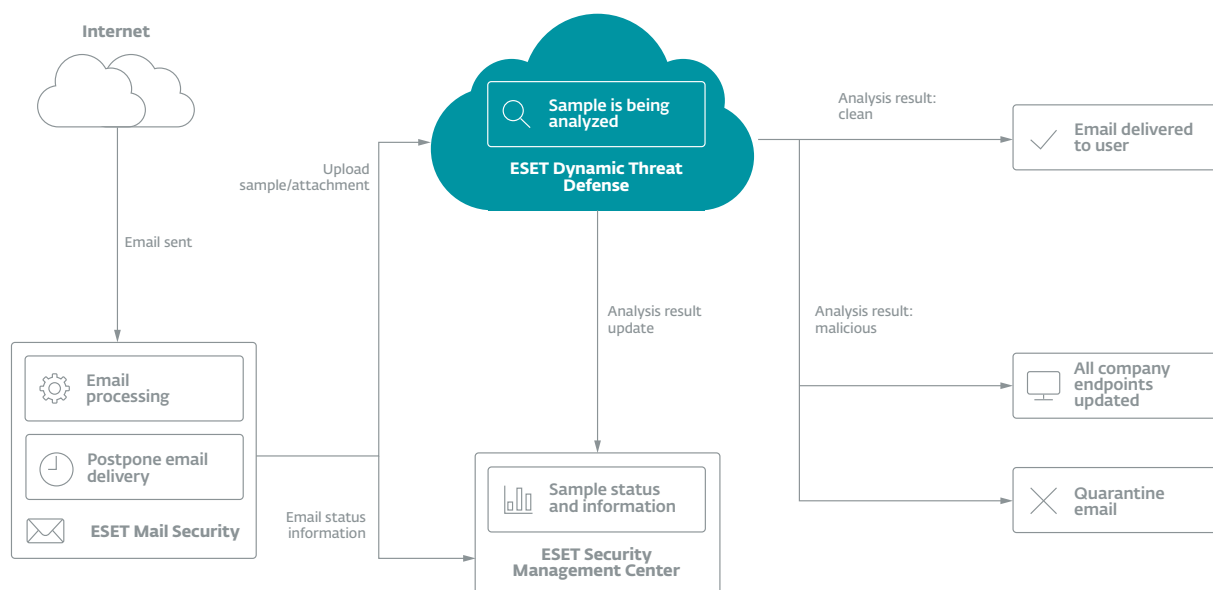 Internet
Email sent
Email
processing
Postpone email
delivery
ESET Mail Security
Upload
sample/attachment
Email status
information
Sample is being
analyzed
ESET Dynamic Threat
Defense
Analysis result
update
Sample status
and information
ESET Security
Management Center
Analysis result:
clean
Email delivered
to user
Analysis result:
malicious
All company
endpoints
updated
Quarantine
email